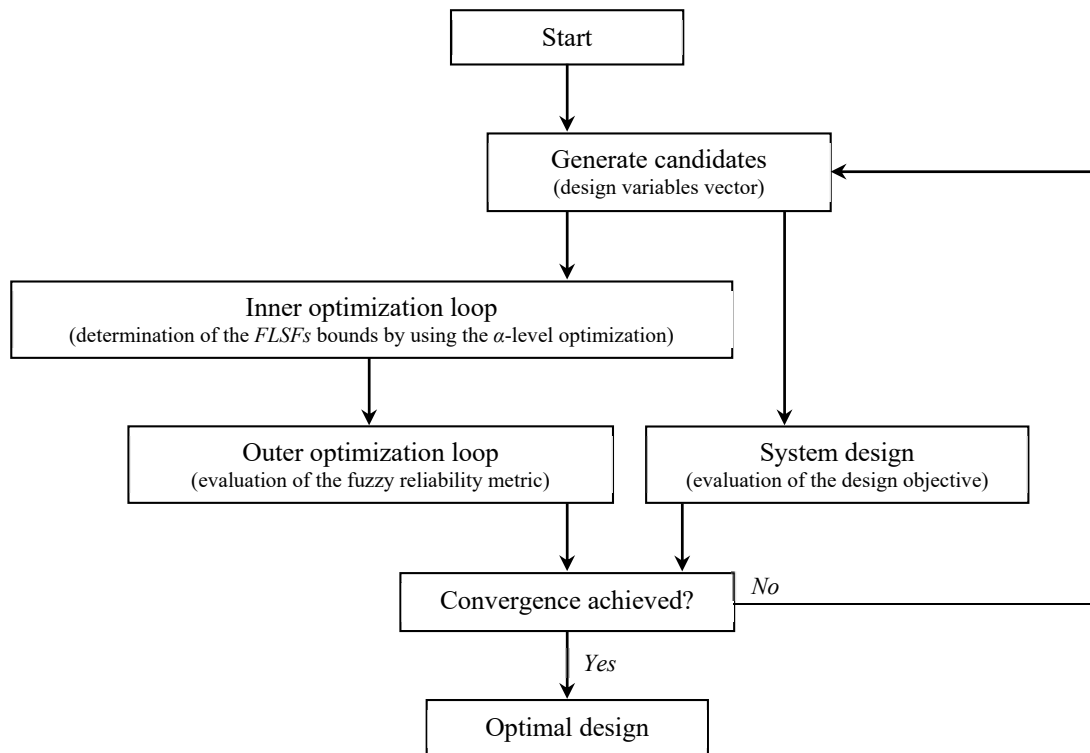 Start
Generate candidates
(design variables vector)
Inner optimization loop
(determination of the FLSFs bounds by using the α-level optimization)
Outer optimization loop
(evaluation of the fuzzy reliability metric)
System design
(evaluation of the design objective)
Convergence achieved?
No
Yes
Optimal design